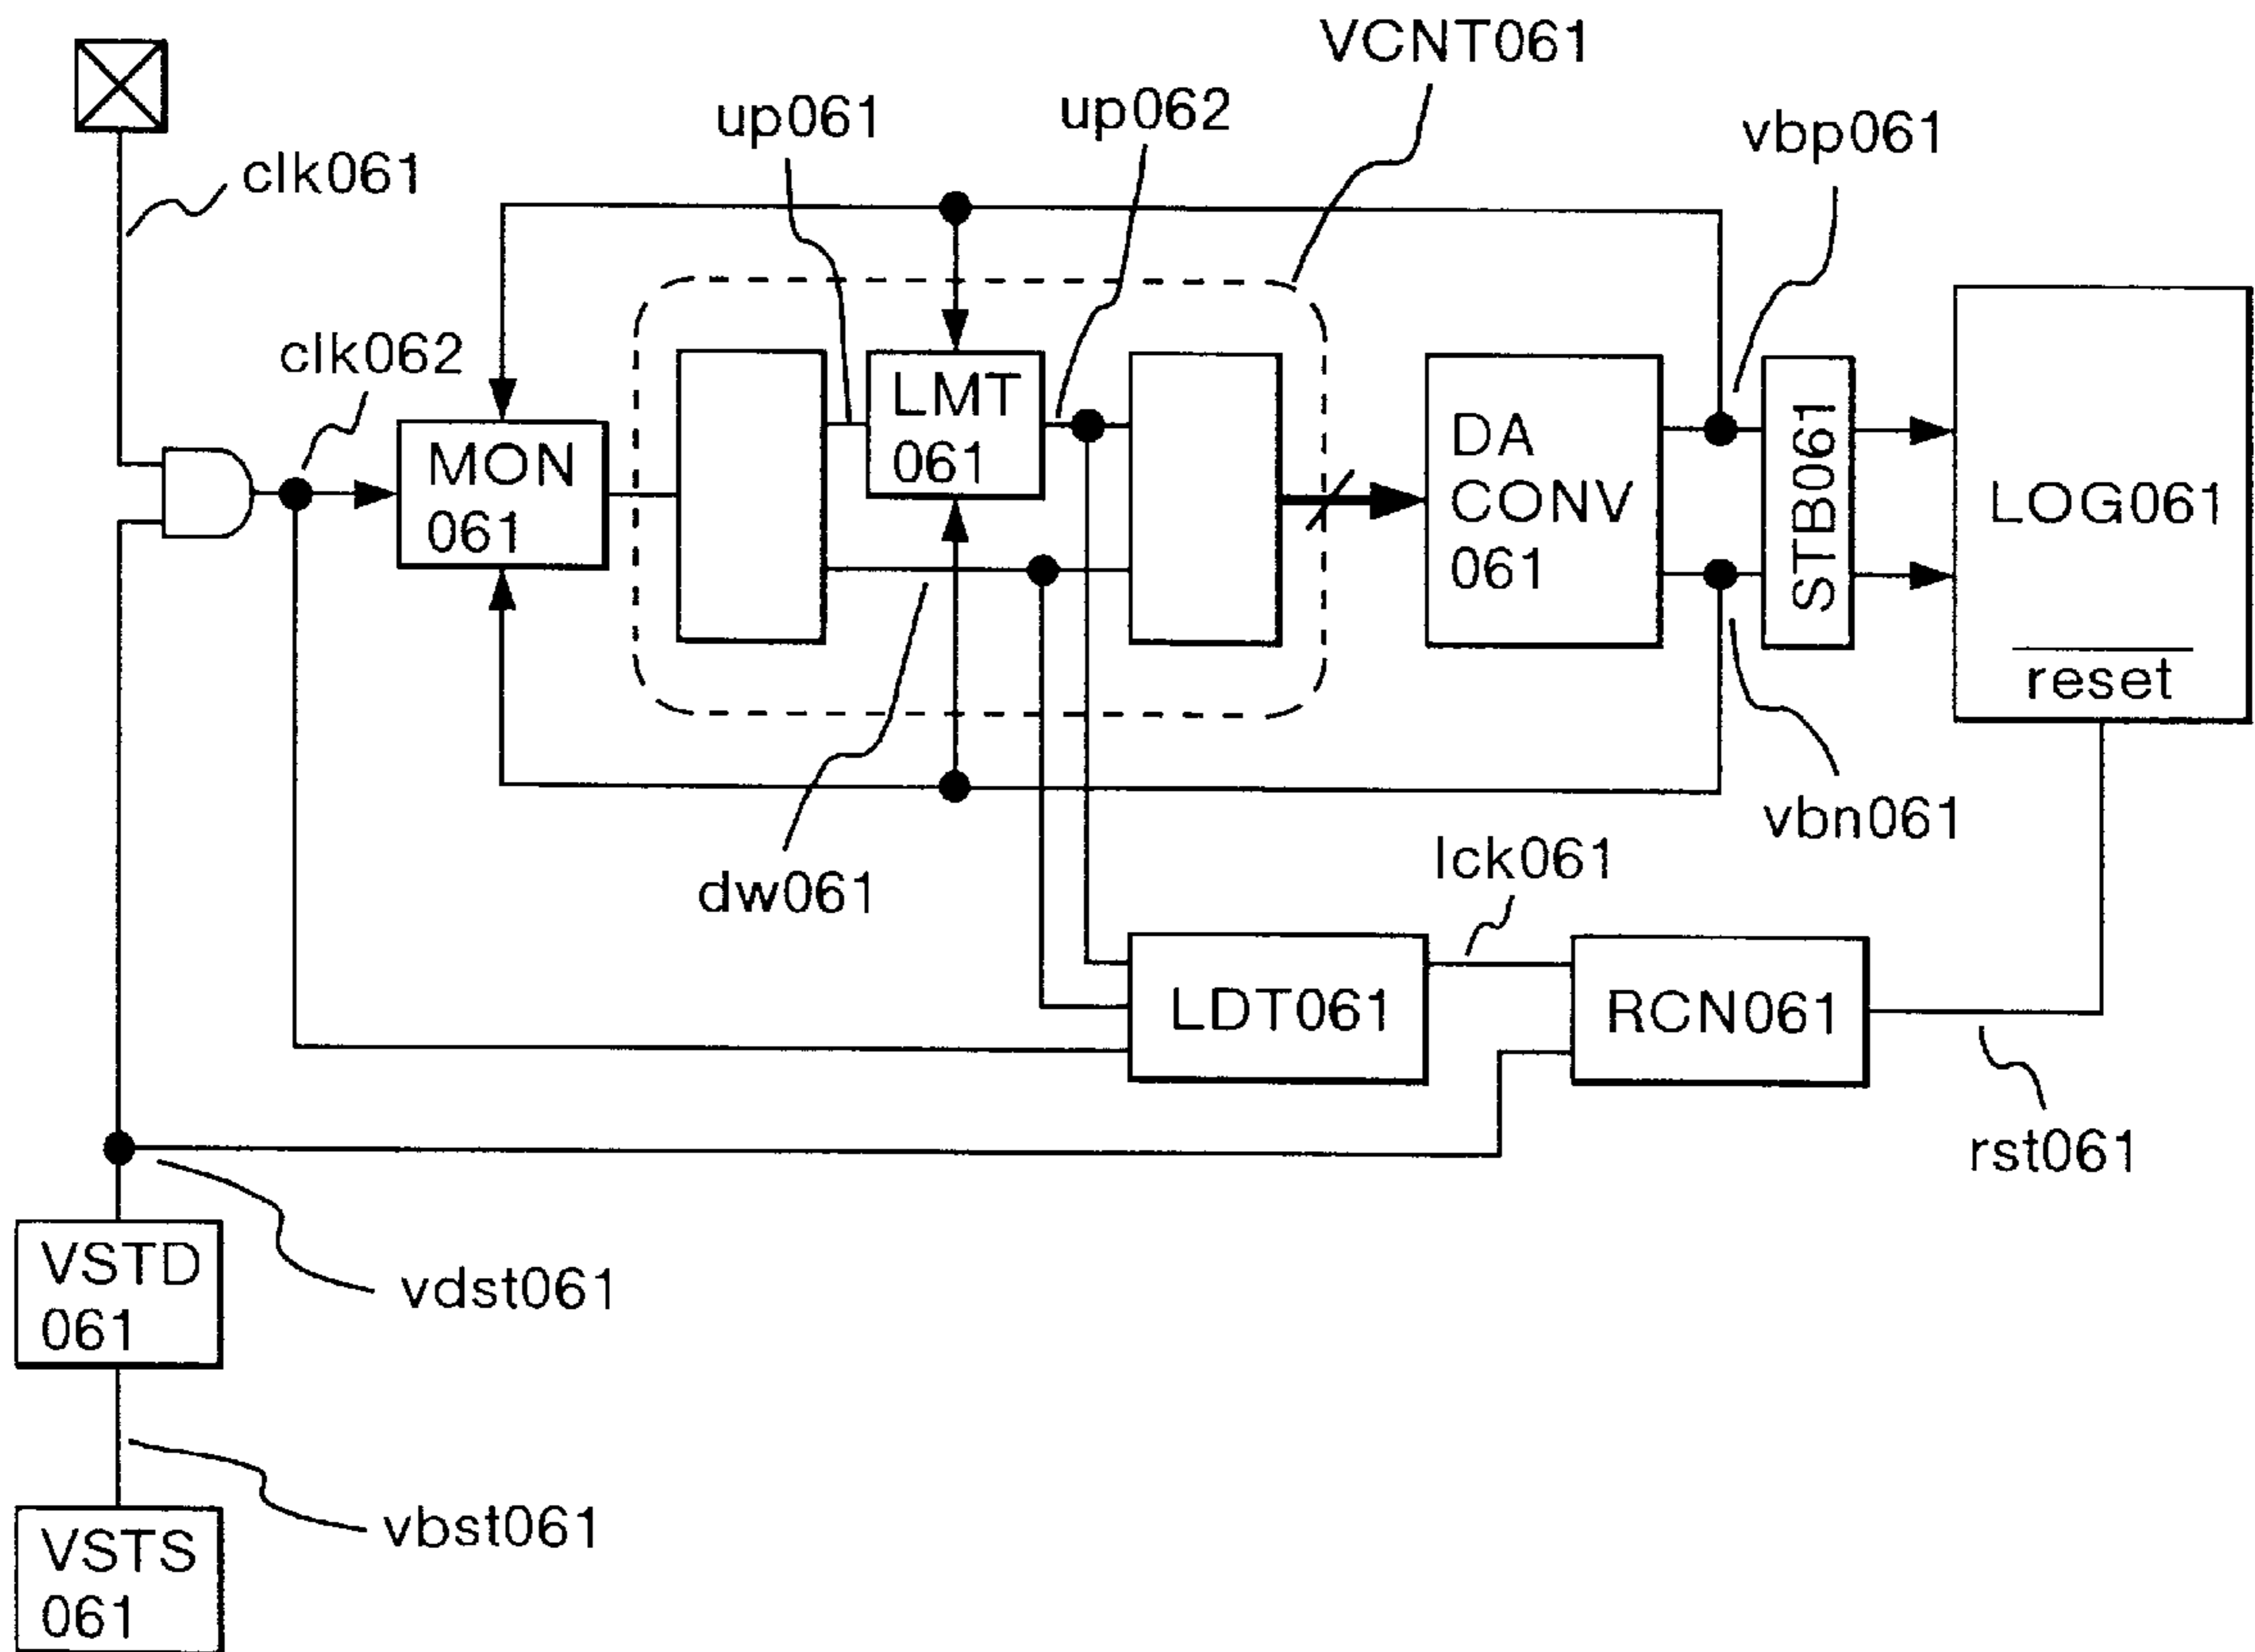 VCNT061
up061
up062
vbp061
clk061
clk062
MON
061
LMT
061
DA
CONV
061
STB061
LOG061
reset
dw061
vbn061
lck061
LDT061
RCN061
rst061
VSTD
061
vdst061
vbst061
VSTS
061